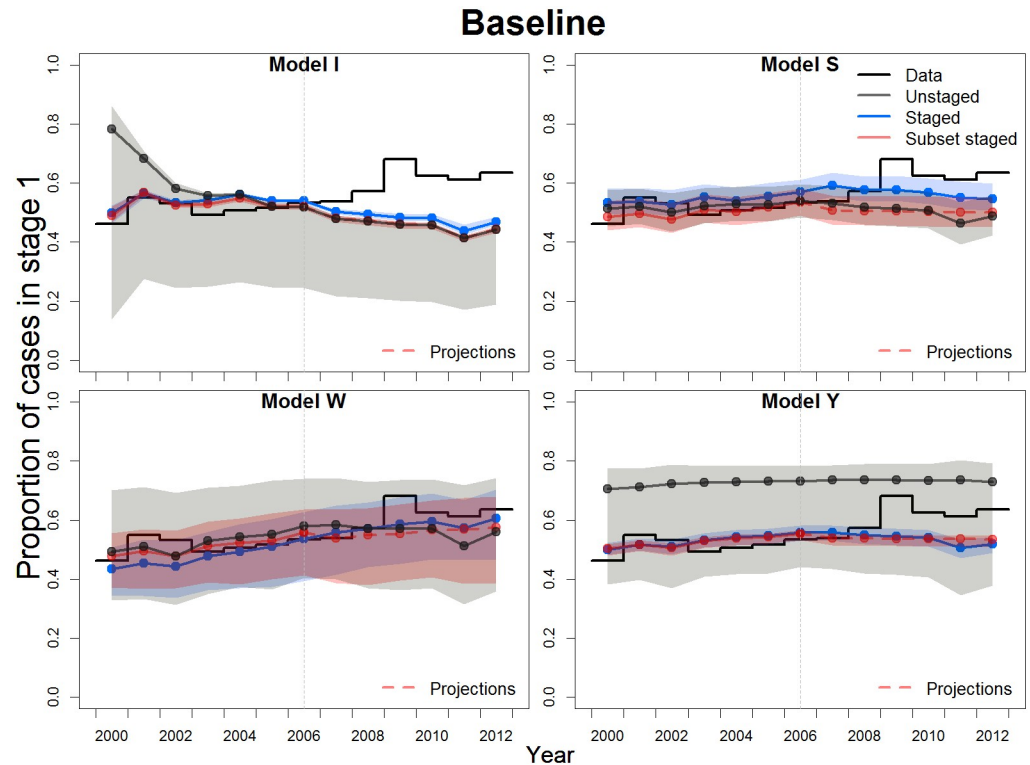 Baseline
Proportion of cases in stage 1
Model I
1.0
0.8
0.6
0.4
0.2
0.0
Projections
Model S
Data
Unstaged
Staged
Subset staged
1.0
0.8
0.6
0.4
0.2
0.0
Projections
Model W
1.0
0.8
0.6
0.4
0.2
0.0
Projections
2000 2002 2004 2006 2008 2010 2012
Model Y
1.0
0.8
0.6
0.4
0.2
0.0
Projections
2000 2002 2004 2006 2008 2010 2012
Year